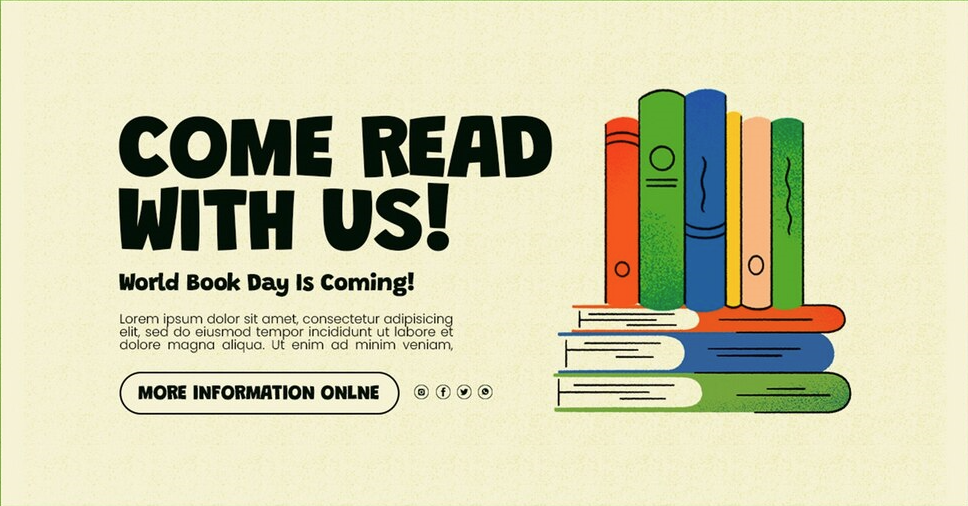 COME READ
WITH US!
World Book Day Is Coming!
Lorem ipsum dolor sit amet, consectetur adipisicing
elit, sed do eiusmod tempor incididunt ut labore et
dolore magna aliqua. Ut enim ad minim veniam,
MORE INFORMATION ONLNE